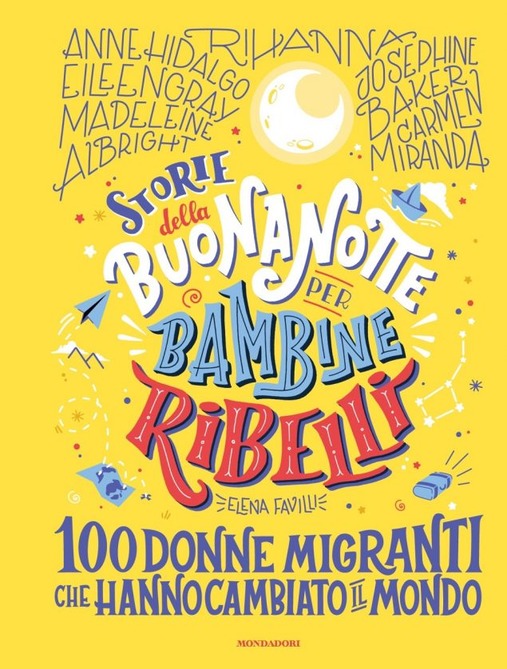 ANNE HIDALGO
EILEEN GRAY
MADELEINE
ALBRIGHT
RIHANNA
JOSEPHINE
BAKER
CARMEN
MIRANDA
STORIE
della
BUONANOTTE
PER
BAMBINE
RIBELLI
ELENA FAVILLI
100 DONNE MIGRANTI
CHE HANNO CAMBIATO IL MONDO
MONDADORI